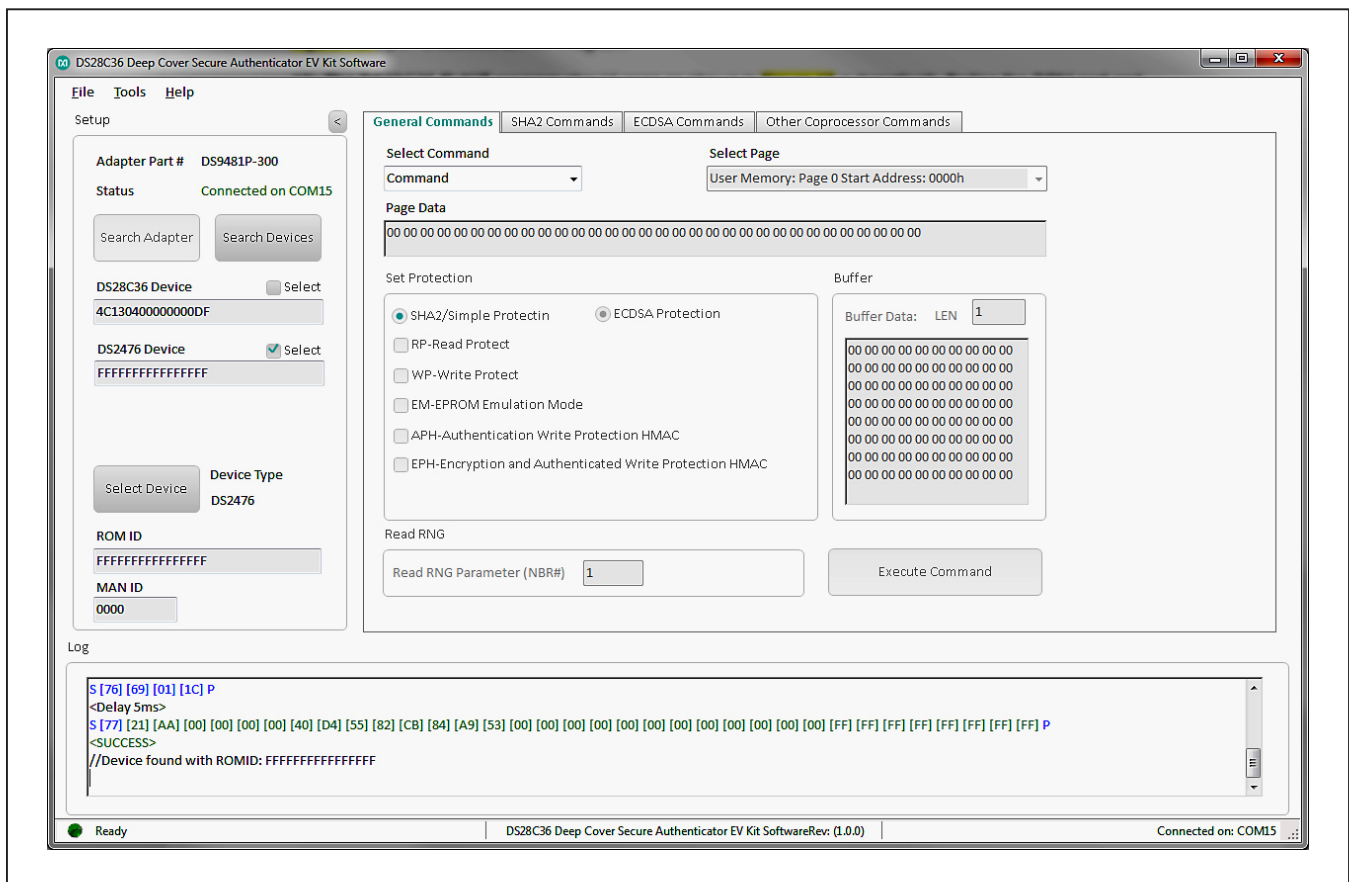 DS28C36 Deep Cover Secure Authenticator EV Kit Software
File Tools Help
Setup
<
Adapter Part # DS9481P-300
Status Connected on COM15
Search Adapter Search Devices
DS28C36 Device Select
4C130400000000DF
DS2476 Device Select
FFFFFFFFFFFFFFFF
Select Device
Device Type
DS2476
ROM ID
FFFFFFFFFFFFFFFF
MAN ID
0000
General Commands SHA2 Commands ECDSA Commands Other Coprocessor Commands
Select Command Select Page
Command User Memory: Page 0 Start Address: 0000h
Page Data
00 00 00 00 00 00 00 00 00 00 00 00 00 00 00 00 00 00 00 00 00 00 00 00 00 00 00 00 00 00 00 00
Set Protection
SHA2/Simple Protectin ECDSA Protection
RP-Read Protect
WP-Write Protect
EM-EPROM Emulation Mode
APH-Authentication Write Protection HMAC
EPH-Encryption and Authenticated Write Protection HMAC
Buffer
Buffer Data: LEN 1
00 00 00 00 00 00 00 00 00 00
00 00 00 00 00 00 00 00 00 00
00 00 00 00 00 00 00 00 00 00
00 00 00 00 00 00 00 00 00 00
00 00 00 00 00 00 00 00 00 00
00 00 00 00 00 00 00 00 00 00
00 00 00 00 00 00 00 00 00 00
00 00 00 00 00 00 00 00 00 00
Read RNG
Read RNG Parameter (NBR#) 1
Execute Command
Log
S [76] [69] [01] [1C] P
<Delay 5ms>
S [77] [21] [AA] [00] [00] [00] [00] [40] [D4] [55] [82] [CB] [84] [A9] [53] [00] [00] [00] [00] [00] [00] [00] [00] [00] [00] [00] [00] [FF] [FF] [FF] [FF] [FF] [FF] [FF] [FF] P
<SUCCESS>
//Device found with ROMID: FFFFFFFFFFFFFFFF
Ready DS28C36 Deep Cover Secure Authenticator EV Kit SoftwareRev: (1.0.0) Connected on: COM15